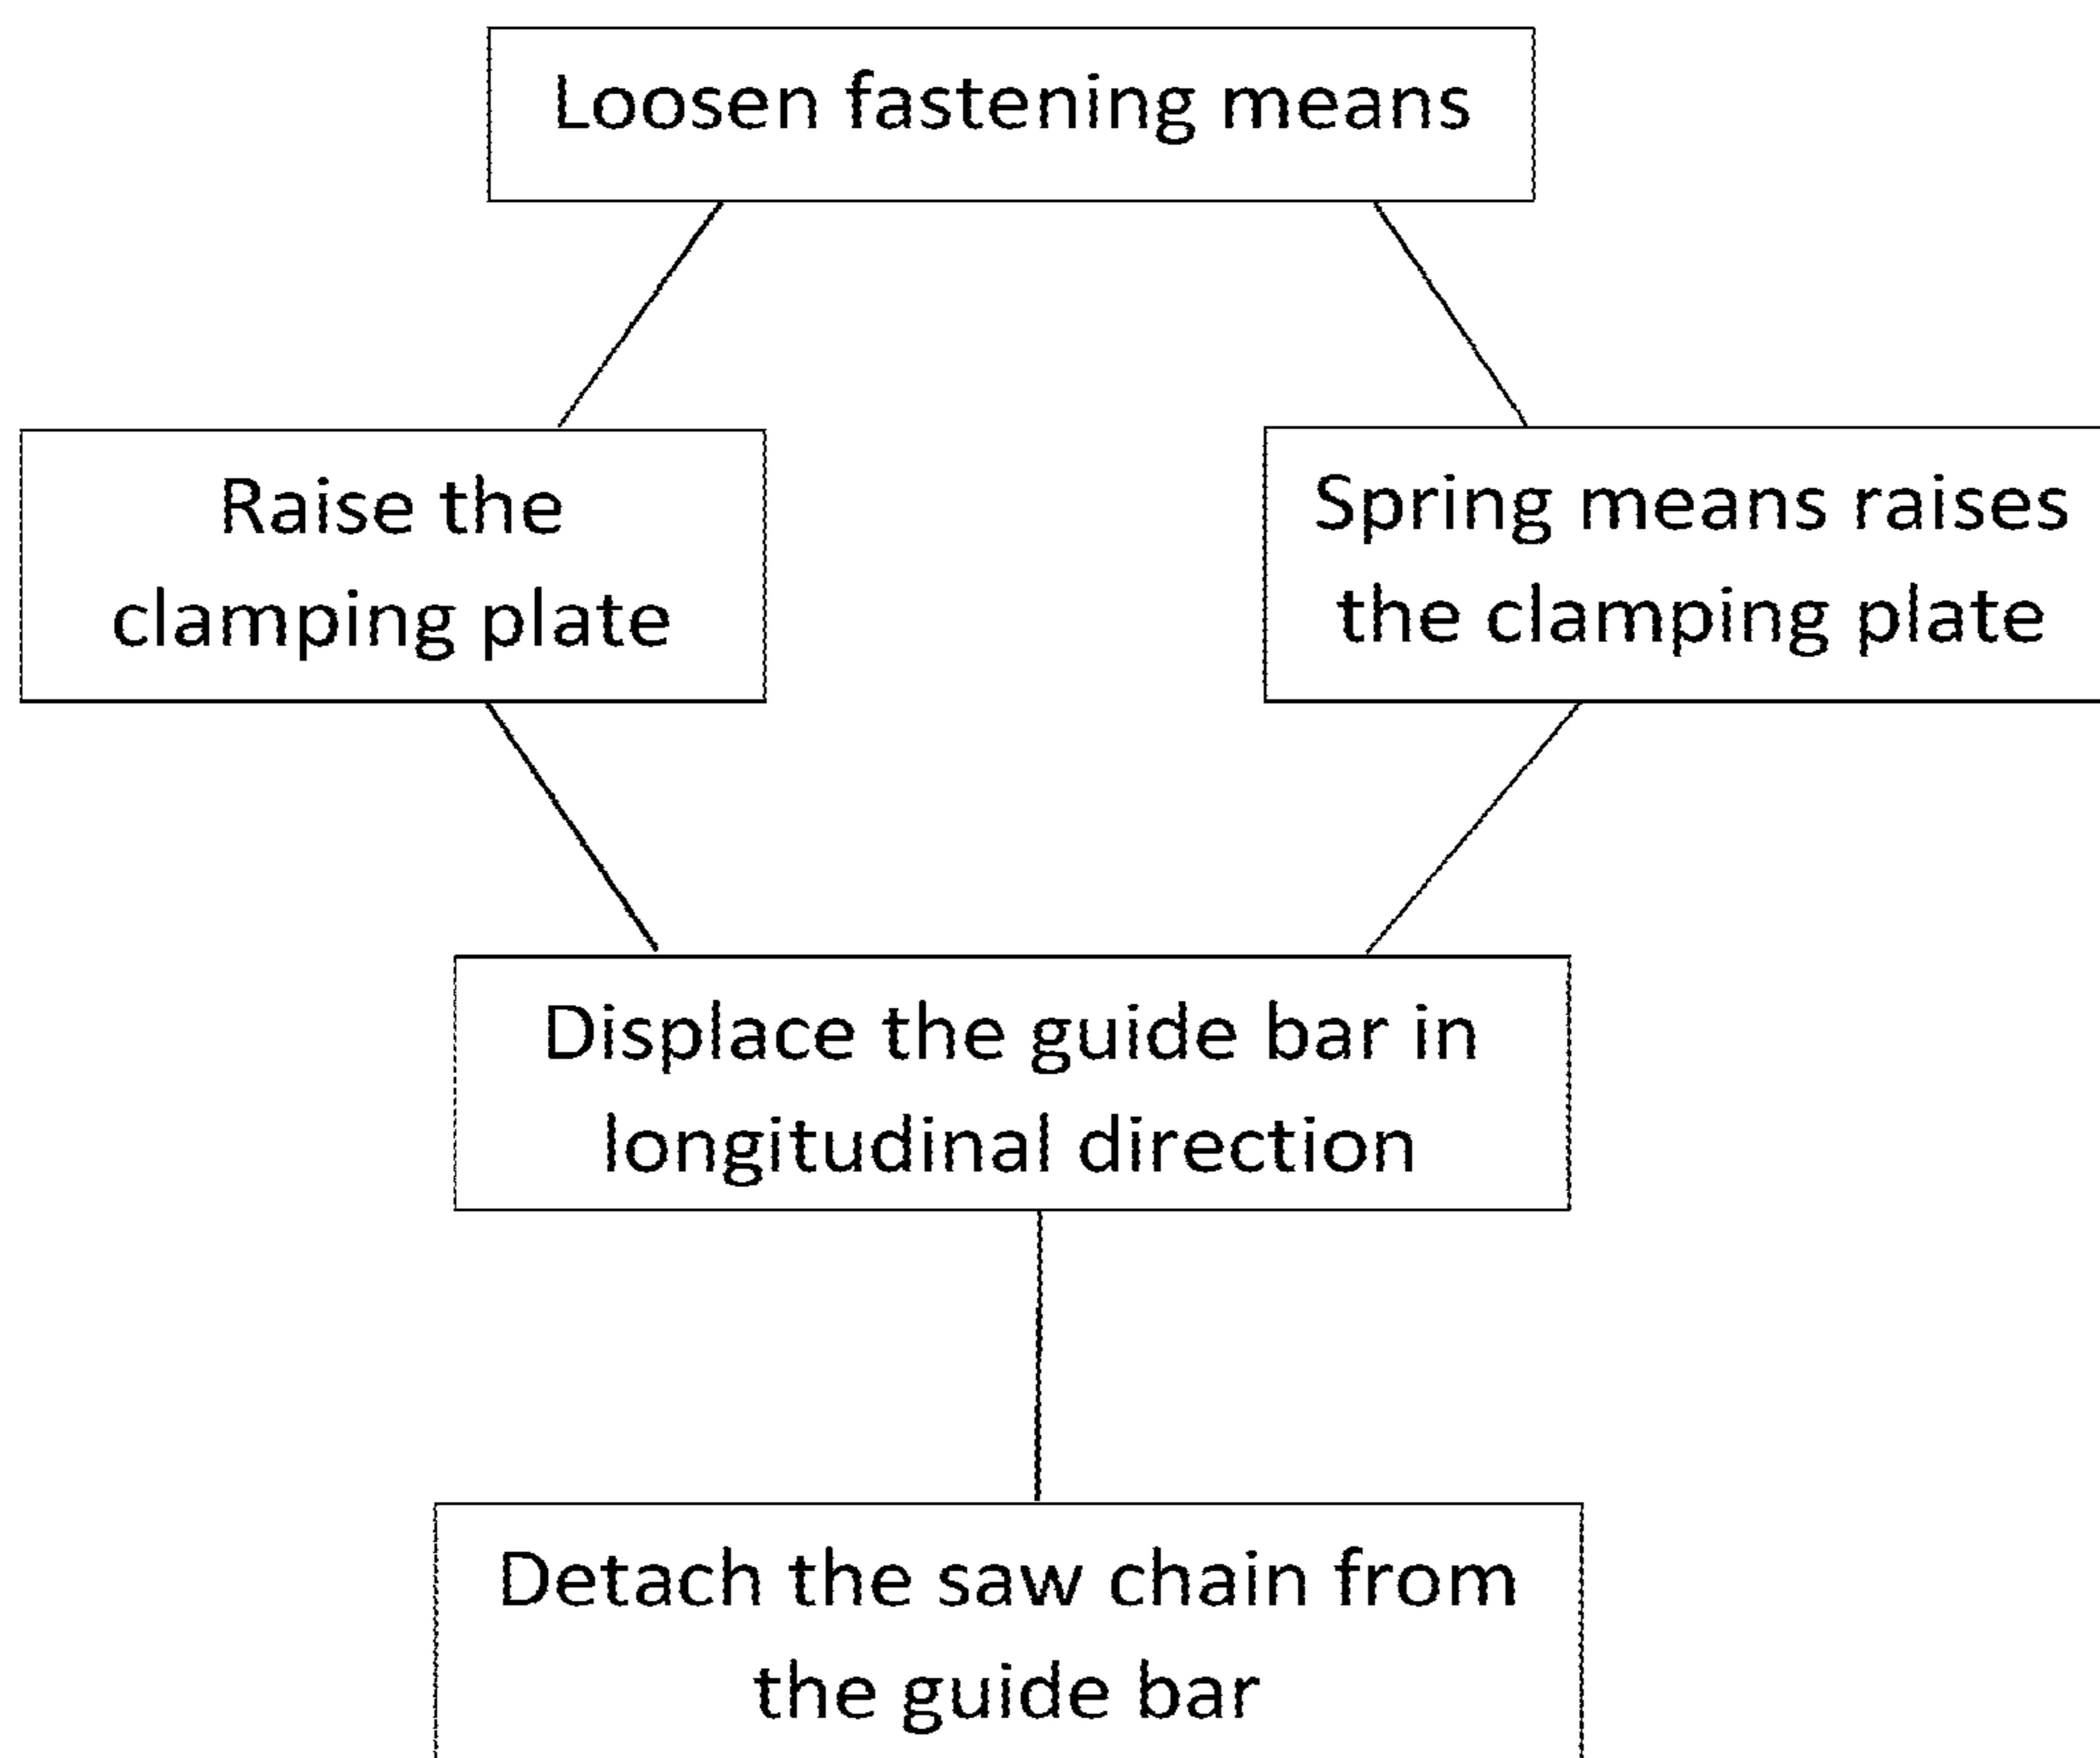 Loosen fastening means
Raise the
clamping plate
Spring means raises
the clamping plate
Displace the guide bar in
longitudinal direction
Detach the saw chain from
the guide bar